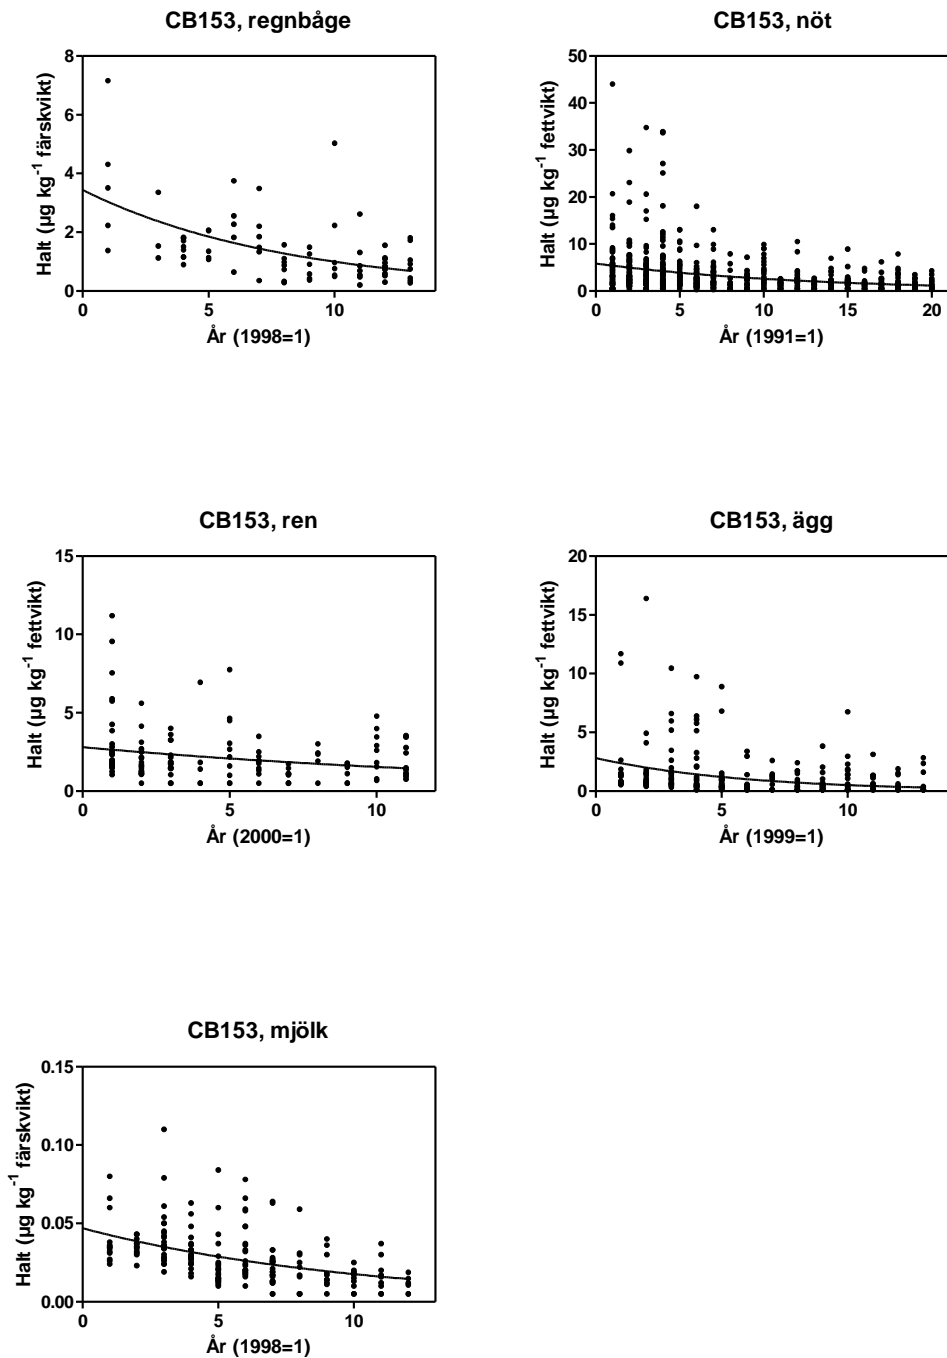 CB153, regnbåge
8
6
4
2
0
0 5 10
Halt (µg kg⁻¹ färskvikt)
År (1998=1)
CB153, nöt
50
40
30
20
10
0
0 5 10 15 20
Halt (µg kg⁻¹ fettvikt)
År (1991=1)
CB153, ren
15
10
5
0
0 5 10
Halt (µg kg⁻¹ fettvikt)
År (2000=1)
CB153, ägg
20
15
10
5
0
0 5 10
Halt (µg kg⁻¹ fettvikt)
År (1999=1)
CB153, mjölk
0.15
0.10
0.05
0.00
0 5 10
Halt (µg kg⁻¹ färskvikt)
År (1998=1)